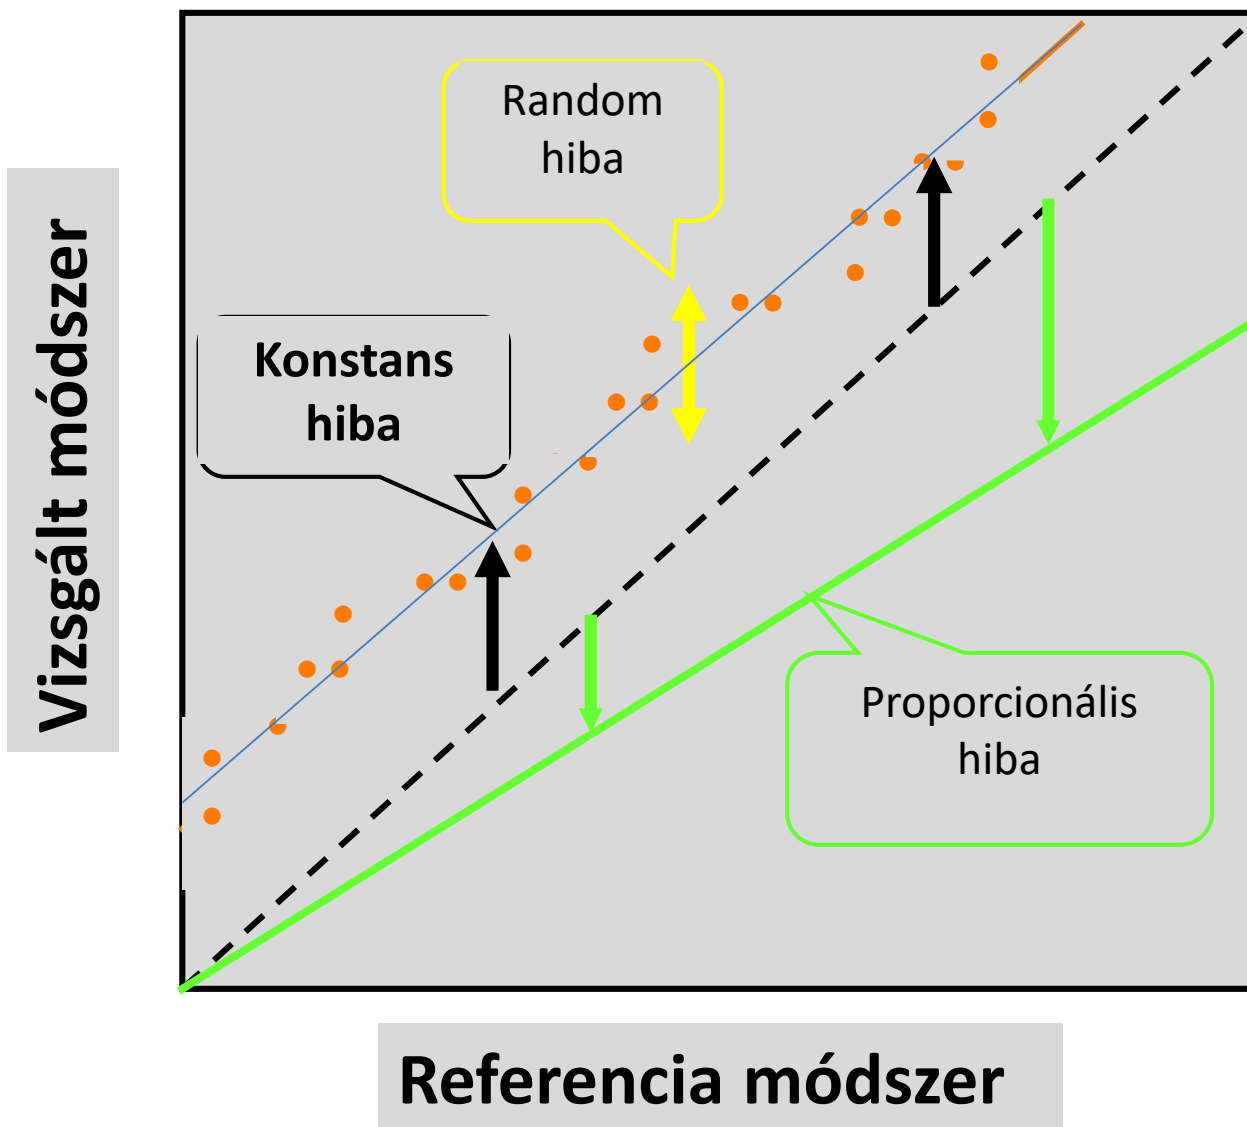 Random
hiba
Konstans
hiba
Vizsgált módszer
Proporcionális
hiba
Referencia módszer